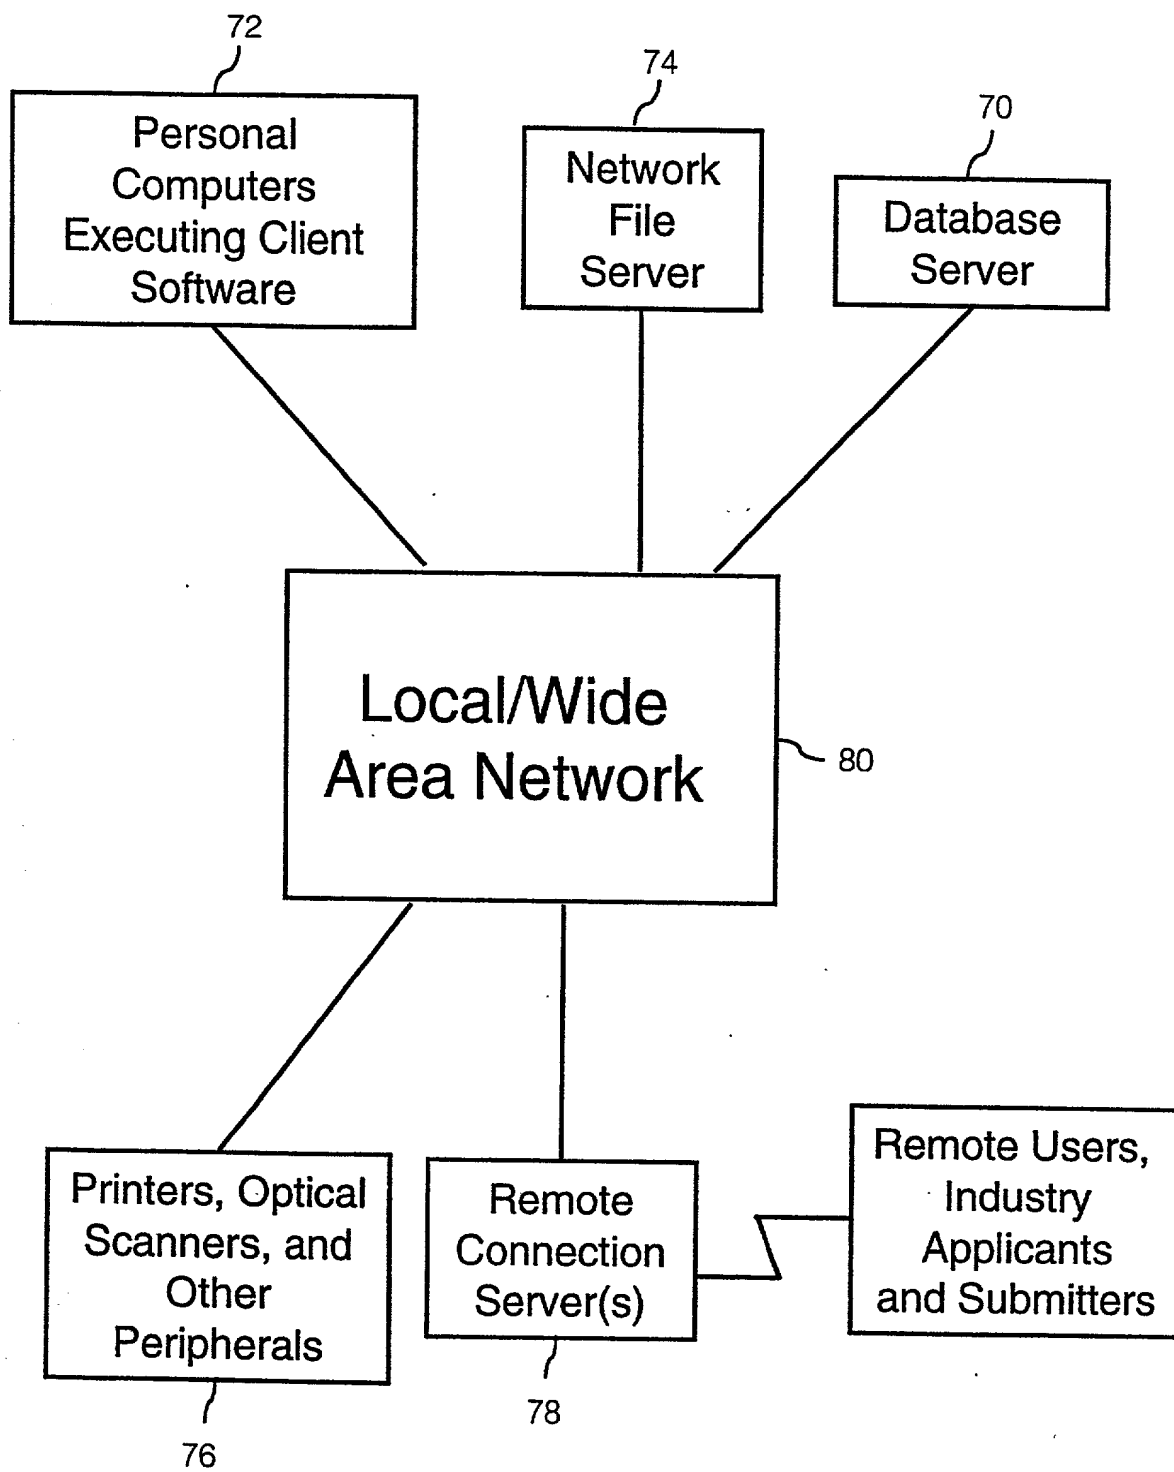 72
Personal
Computers
Executing Client
Software
74
Network
File
Server
70
Database
Server
Local/Wide
Area Network
80
Printers, Optical
Scanners, and
Other
Peripherals
76
Remote
Connection
Server(s)
78
Remote Users,
Industry
Applicants
and Submitters